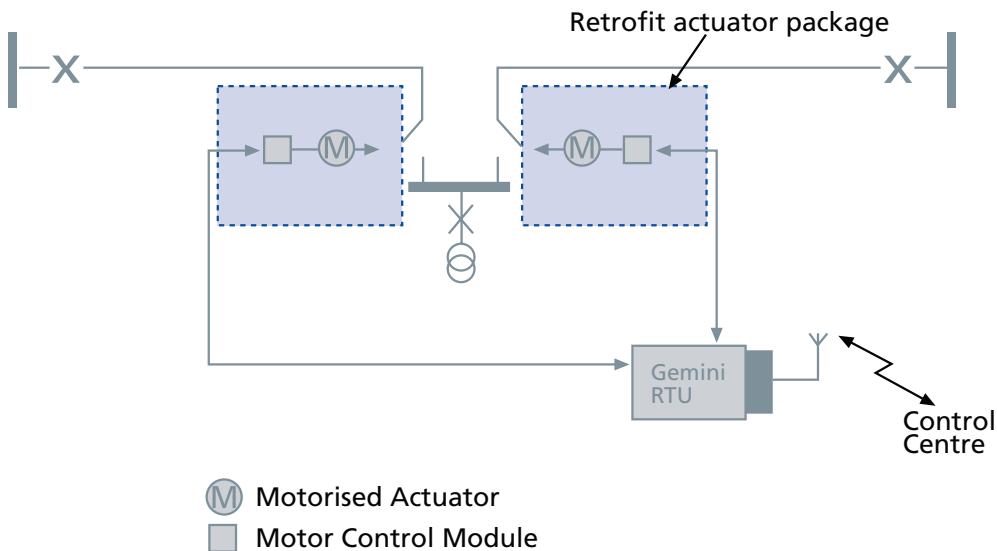 Retrofit actuator package
X
X
M
M
Gemini
RTU
Control
Centre
M Motorised Actuator
Motor Control Module